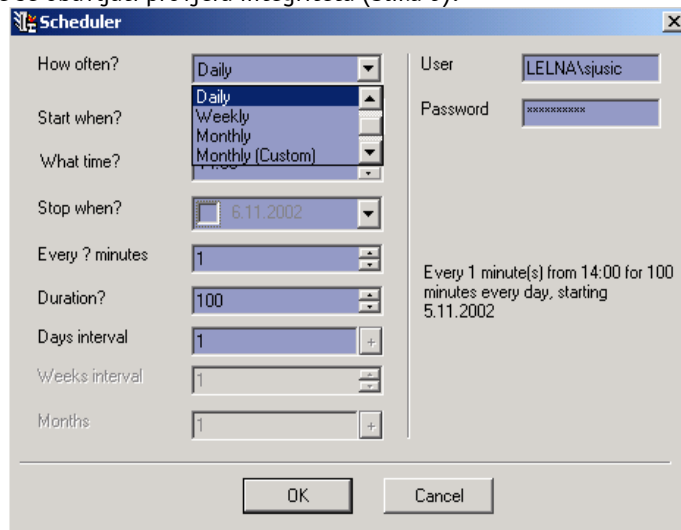 Scheduler
How often?
Daily
Daily
Weekly
Monthly
Monthly (Custom)
Start when?
What time?
Stop when?
6.11.2002
Every ? minutes
1
Duration?
100
Days interval
1
+
Weeks interval
1
Months
1
+
User
LELNA\sjusic
Password
××××××××××
Every 1 minute(s) from 14:00 for 100
minutes every day, starting
5.11.2002
OK
Cancel